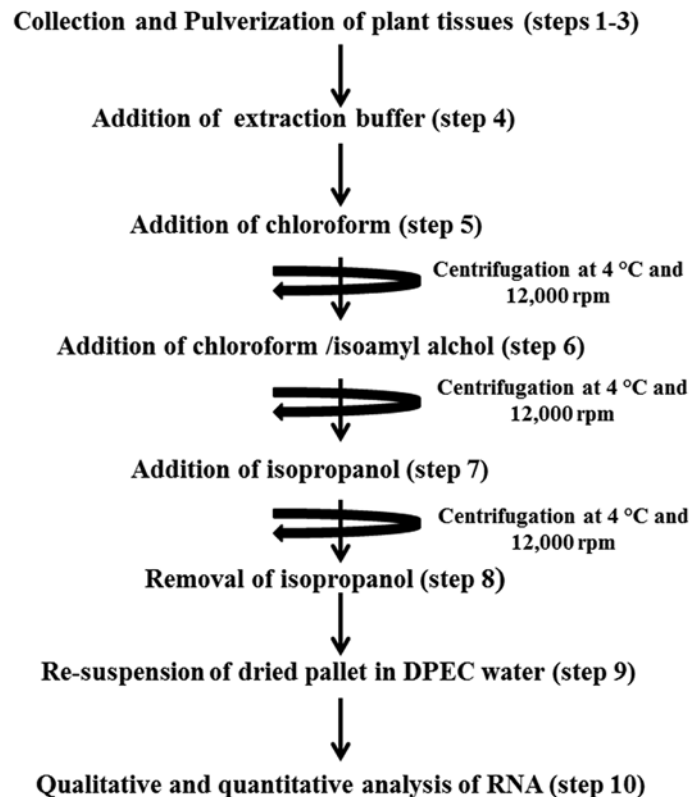 Collection and Pulverization of plant tissues (steps 1-3)
Addition of extraction buffer (step 4)
Addition of chloroform (step 5)
Centrifugation at 4 °C and
12,000 rpm
Addition of chloroform /isoamyl alchol (step 6)
Centrifugation at 4 °C and
12,000 rpm
Addition of isopropanol (step 7)
Centrifugation at 4 °C and
12,000 rpm
Removal of isopropanol (step 8)
Re-suspension of dried pallet in DPEC water (step 9)
Qualitative and quantitative analysis of RNA (step 10)